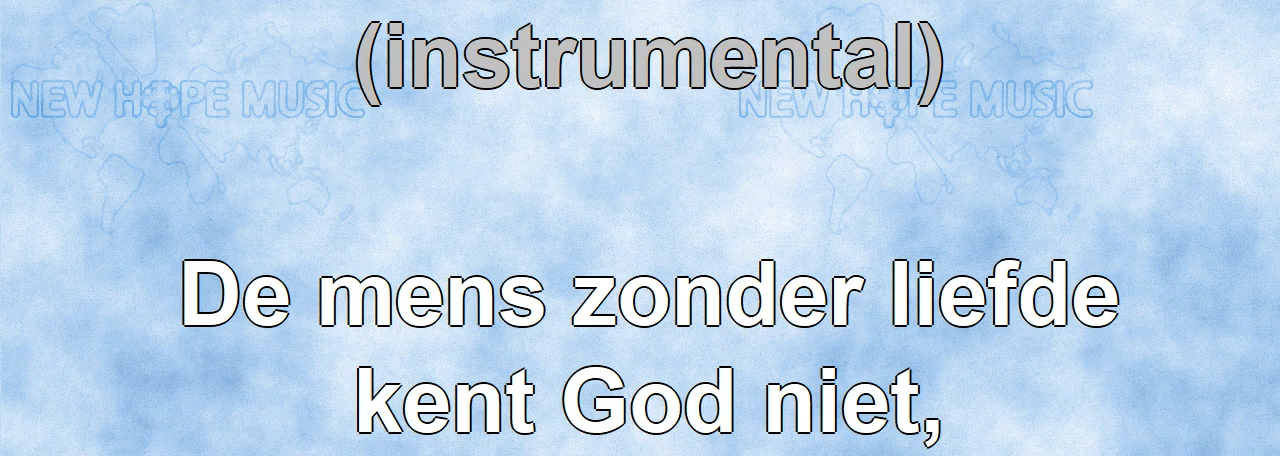 (instrumental)
NEW HOPE MUSIC NEW HOPE MUSIC
De mens zonder liefde
kent God niet,